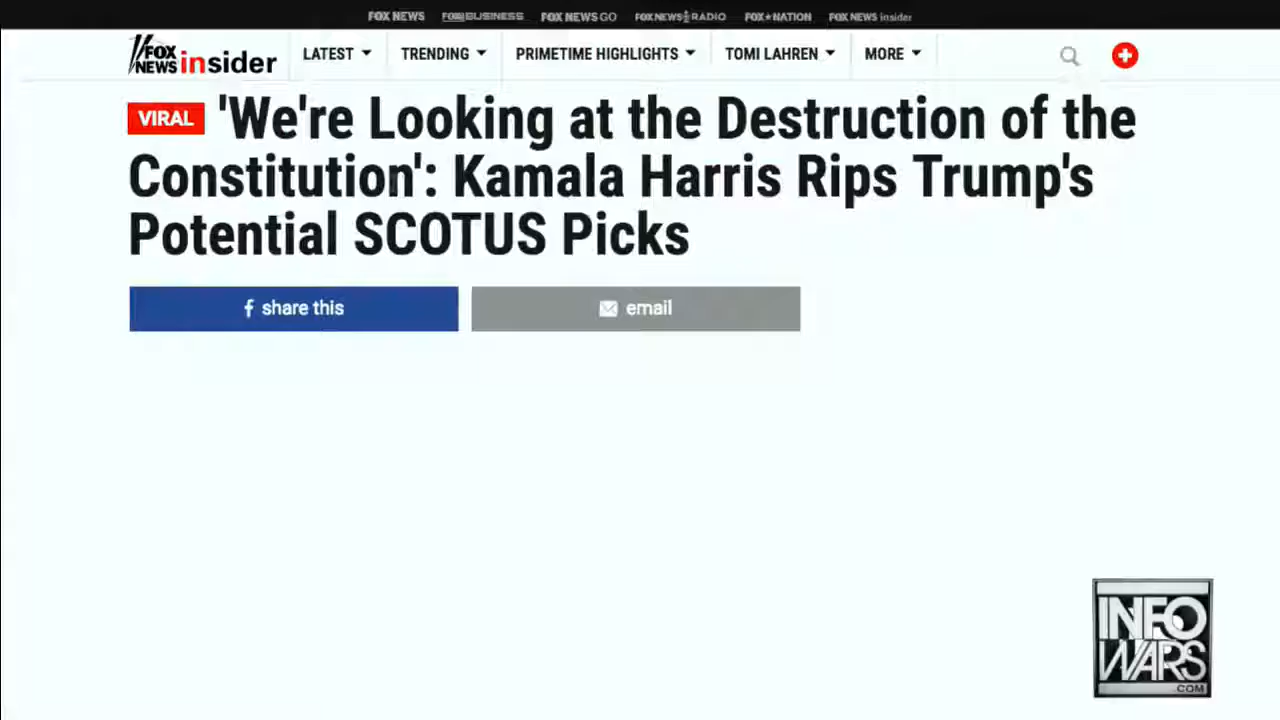 FOX NEWS FOX BUSINESS FOX NEWS GO FOX NEWS RADIO FOX NATION FOX NEWS insider
FOX NEWS insider LATEST TRENDING PRIMETIME HIGHLIGHTS TOMI LAHREN MORE
VIRAL 'We're Looking at the Destruction of the
Constitution': Kamala Harris Rips Trump's
Potential SCOTUS Picks
f share this email
INFO
WARS
.COM